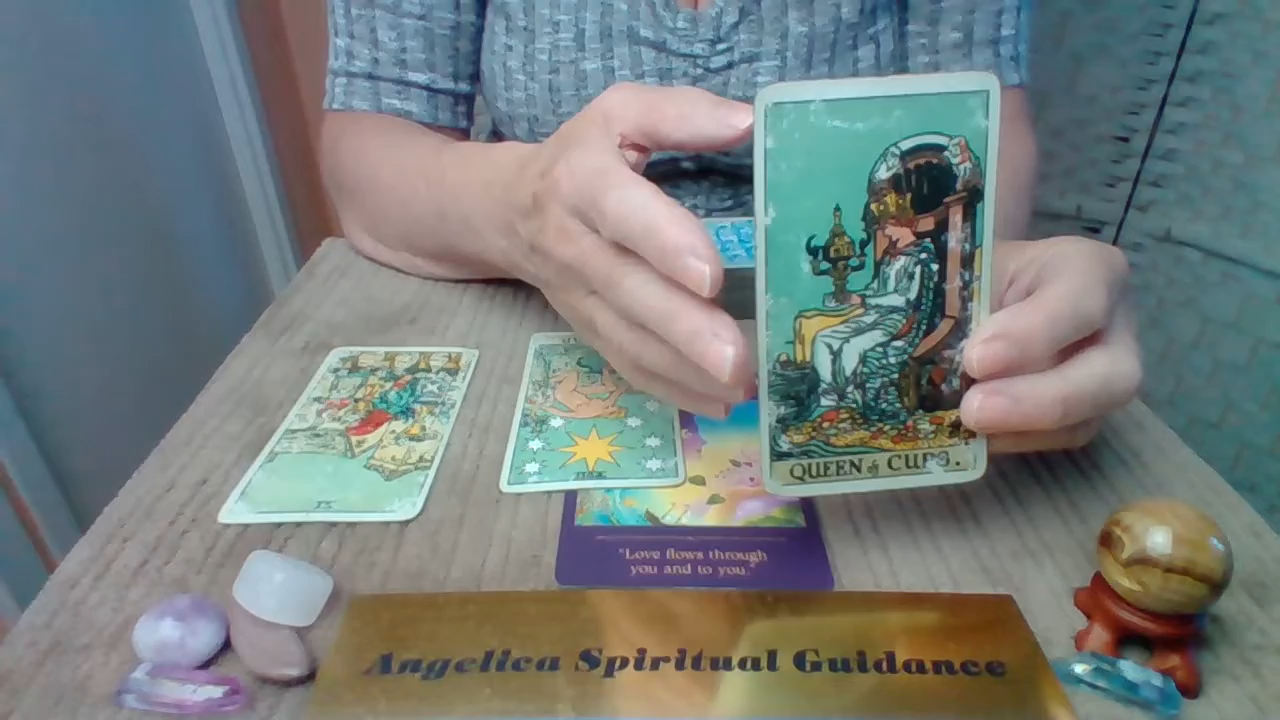 QUEEN of CUPS.
"Love flows through
you and to you."
Angelica Spiritual Guidance